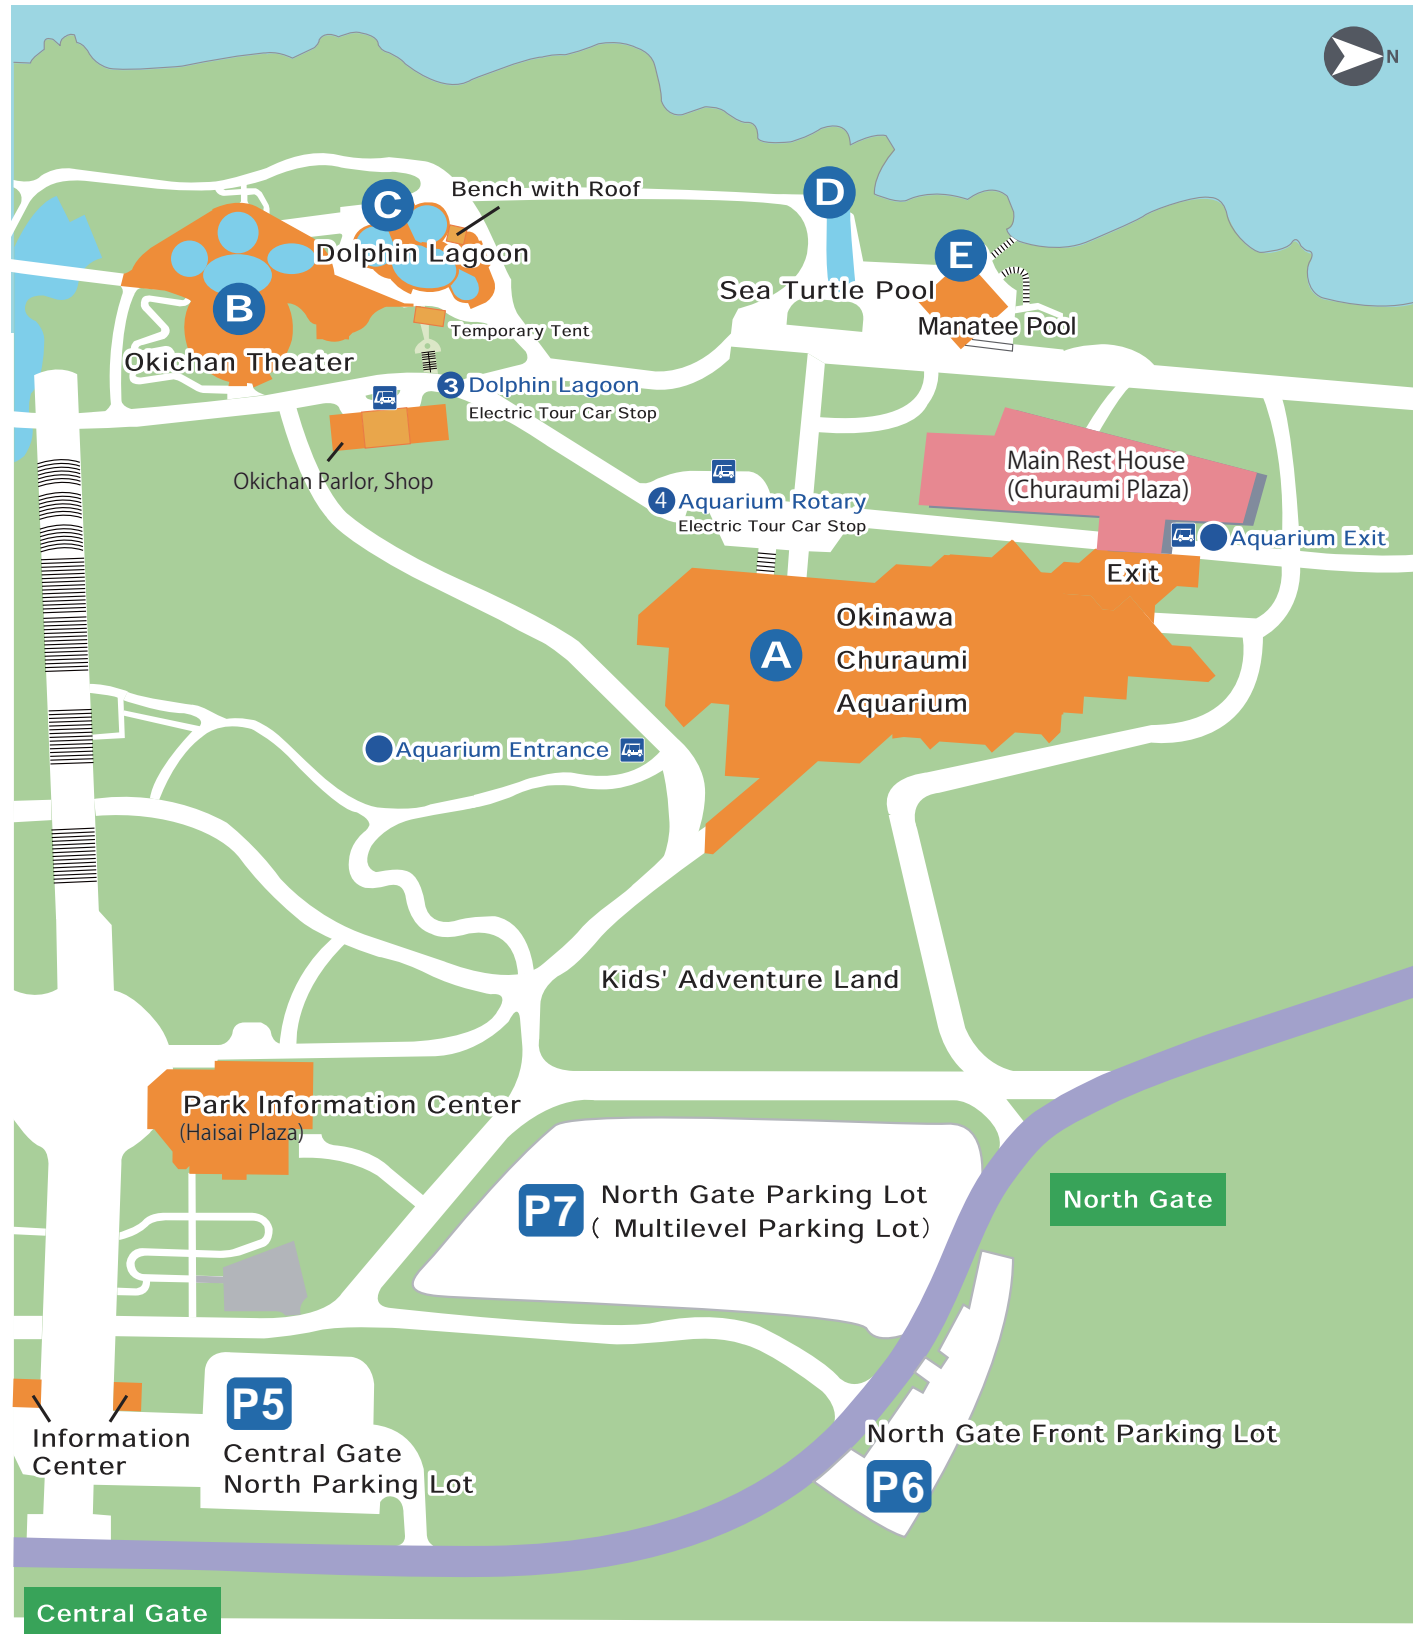 N
C
Bench with Roof
D
Dolphin Lagoon
E
Sea Turtle Pool
B
Manatee Pool
Temporary Tent
Okichan Theater
3 Dolphin Lagoon
Electric Tour Car Stop
Okichan Parlor, Shop
Main Rest House
(Churaumi Plaza)
4 Aquarium Rotary
Electric Tour Car Stop
Aquarium Exit
Exit
A
Okinawa
Churaumi
Aquarium
Aquarium Entrance
Kids' Adventure Land
Park Information Center
(Haisai Plaza)
P7
North Gate Parking Lot
( Multilevel Parking Lot)
North Gate
P5
Central Gate
North Parking Lot
Information
Center
North Gate Front Parking Lot
P6
Central Gate